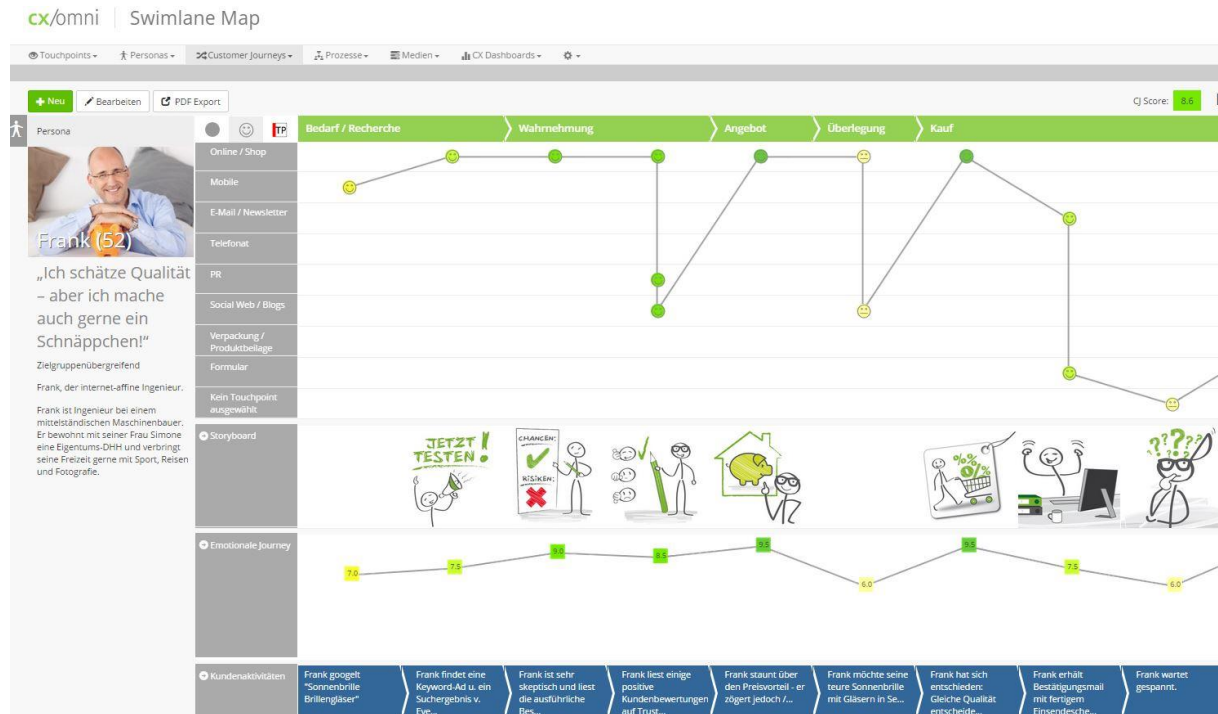 cx/omni Swimlane Map
Touchpoints Personas Customer Journeys Prozesse Medien CX Dashboards
Neu Bearbeiten PDF Export CJ Score: 8.6
Persona
Frank (52)
„Ich schätze Qualität
– aber ich mache
auch gerne ein
Schnäppchen!“
Zielgruppenübergreifend
Frank, der internet-affine Ingenieur.
Frank ist Ingenieur bei einem
mittelständischen Maschinenbauer.
Er bewohnt mit seiner Frau Simone
eine Eigentums-DHH und verbringt
seine Freizeit gerne mit Sport, Reisen
und Fotografie.
TP Bedarf / Recherche Wahrnehmung Angebot Überlegung Kauf
Online / Shop
Mobile
E-Mail / Newsletter
Telefonat
PR
Social Web / Blogs
Verpackung /
Produktbeilage
Formular
Kein Touchpoint
ausgewählt
Storyboard
JETZT !
TESTEN
CHANCEN:
RISIKEN:
%%
%
????
Emotionale Journey
7.0 7.5 9.0 8.5 9.5 6.0 9.5 7.5 6.0
Kundenaktivitäten
Frank googelt
"Sonnenbrille
Brillengläser"
Frank findet eine
Keyword-Ad u. ein
Suchergebnis v.
Eye...
Frank ist sehr
skeptisch und liest
die ausführliche
Bes...
Frank liest einige
positive
Kundenbewertungen
auf Trust...
Frank staunt über
den Preisvorteil - er
zögert jedoch /...
Frank möchte seine
teure Sonnenbrille
mit Gläsern in Se...
Frank hat sich
entschieden:
Gleiche Qualität
entscheide...
Frank erhält
Bestätigungsmail
mit fertigem
Einsendesche...
Frank wartet
gespannt.